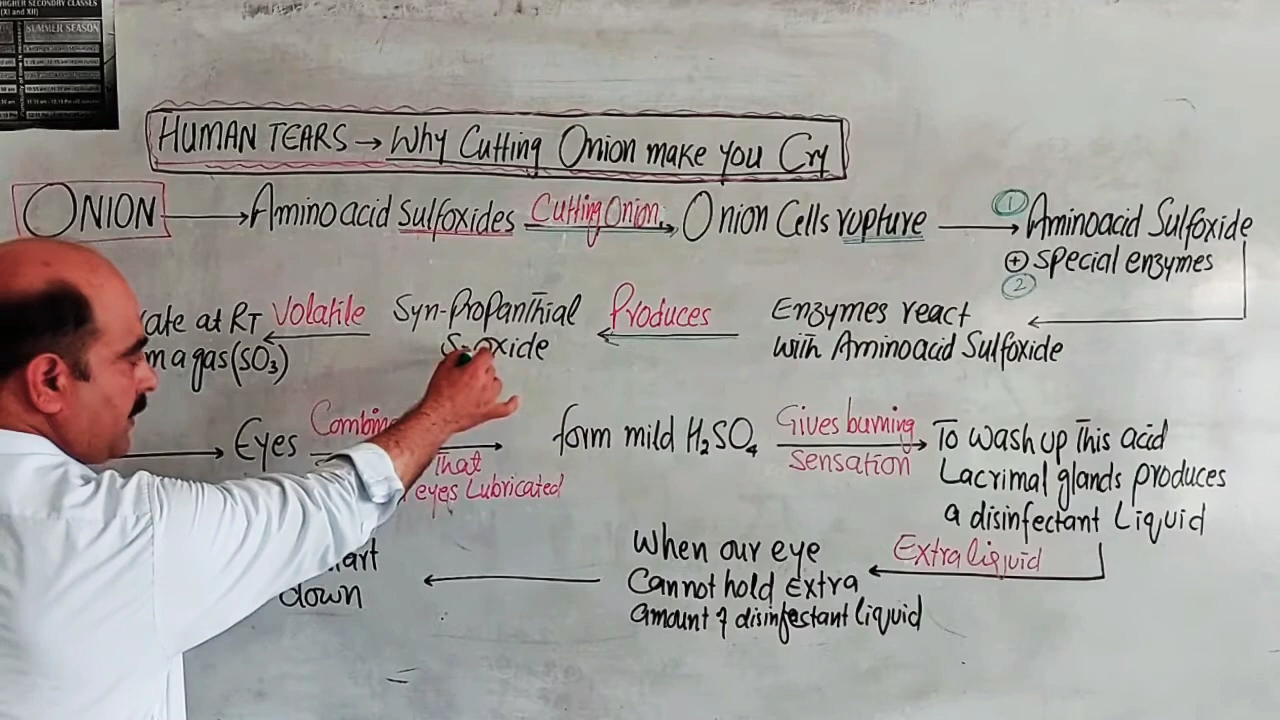 HIGHER SECONDRY CLASSES
(XI and XII)
SUMMER SEASON
HUMAN TEARS → Why Cutting Onion make you Cry
ONION → Aminoacid Sulfoxides Cutting Onion → Onion Cells rupture → ① Aminoacid Sulfoxide
⊕ special enzymes
②
Enzymes react
with Aminoacid Sulfoxide
Produces
Syn-Propanthial
S-oxide
Volatile
ate at RT
m a gas (SO3)
→ Eyes Combin → form mild H2SO4 Gives burning → To wash up This acid
That
eyes Lubricated
Sensation
Lacrimal glands produces
a disinfectant Liquid
Extra liquid
When our eye
Cannot hold Extra
amount of disinfestant liquid
art
down